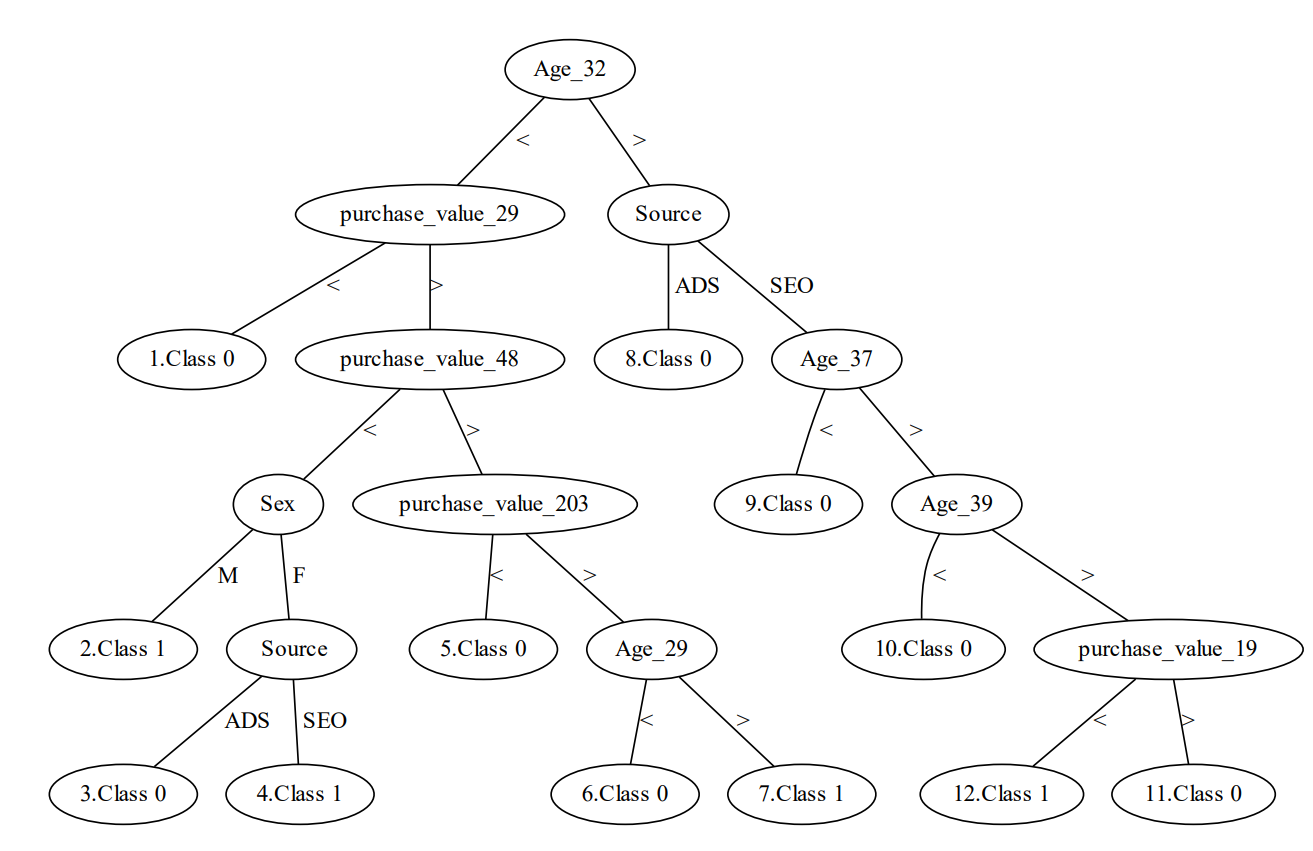 Age_32
< >
purchase_value_29 Source
< > ADS SEO
1.Class 0 purchase_value_48 8.Class 0 Age_37
< > < >
Sex purchase_value_203 9.Class 0 Age_39
M F < > < >
2.Class 1 Source 5.Class 0 Age_29 10.Class 0 purchase_value_19
ADS SEO < > < >
3.Class 0 4.Class 1 6.Class 0 7.Class 1 12.Class 1 11.Class 0